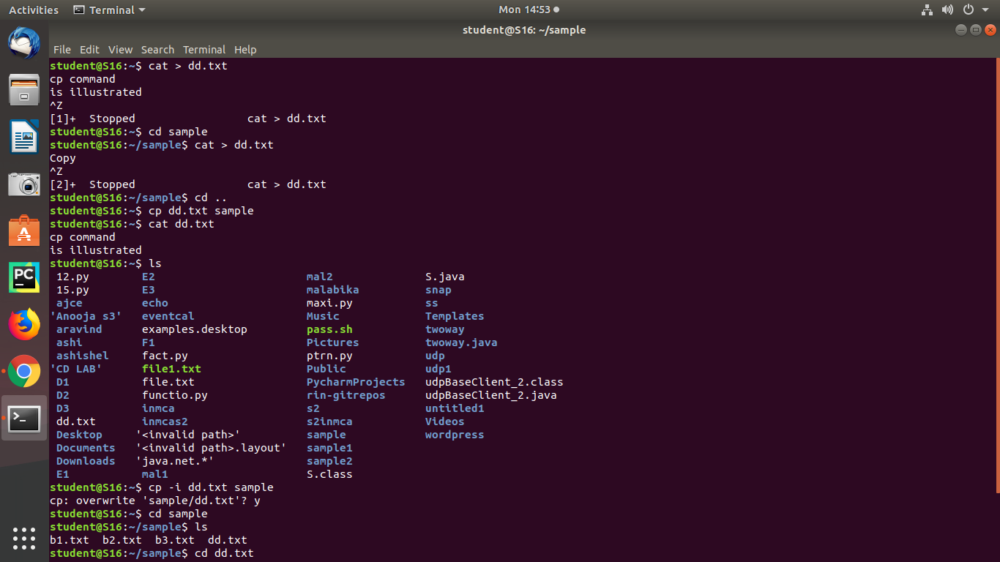 Activities Terminal Mon 14:53
student@S16: ~/sample
File Edit View Search Terminal Help
student@S16:~$ cat > dd.txt
cp command
is illustrated
^Z
[1]+  Stopped                 cat > dd.txt
student@S16:~$ cd sample
student@S16:~/sample$ cat > dd.txt
Copy
^Z
[2]+  Stopped                 cat > dd.txt
student@S16:~/sample$ cd ..
student@S16:~$ cp dd.txt sample
student@S16:~$ cat dd.txt
cp command
is illustrated
student@S16:~$ ls
 12.py        E2                       mal2              S.java
 15.py        E3                       malabika          snap
 ajce         echo                     maxi.py           ss
'Anooja s3'   eventcal                 Music             Templates
 aravind      examples.desktop         pass.sh           twoway
 ashi         F1                       Pictures          twoway.java
 ashishel     fact.py                  ptrn.py           udp
'CD LAB'      file1.txt                Public            udp1
 D1           file.txt                 PycharmProjects   udpBaseClient_2.class
 D2           functio.py               rin-gitrepos      udpBaseClient_2.java
 D3           inmca                    s2                untitled1
 dd.txt       inmcas2                  s2inmca           Videos
 Desktop     '<invalid path>'          sample            wordpress
 Documents   '<invalid path>.layout'   sample1
 Downloads   'java.net.*'              sample2
 E1           mal1                     S.class
student@S16:~$ cp -i dd.txt sample
cp: overwrite 'sample/dd.txt'? y
student@S16:~$ cd sample
student@S16:~/sample$ ls
b1.txt  b2.txt  b3.txt  dd.txt
student@S16:~/sample$ cd dd.txt
PC